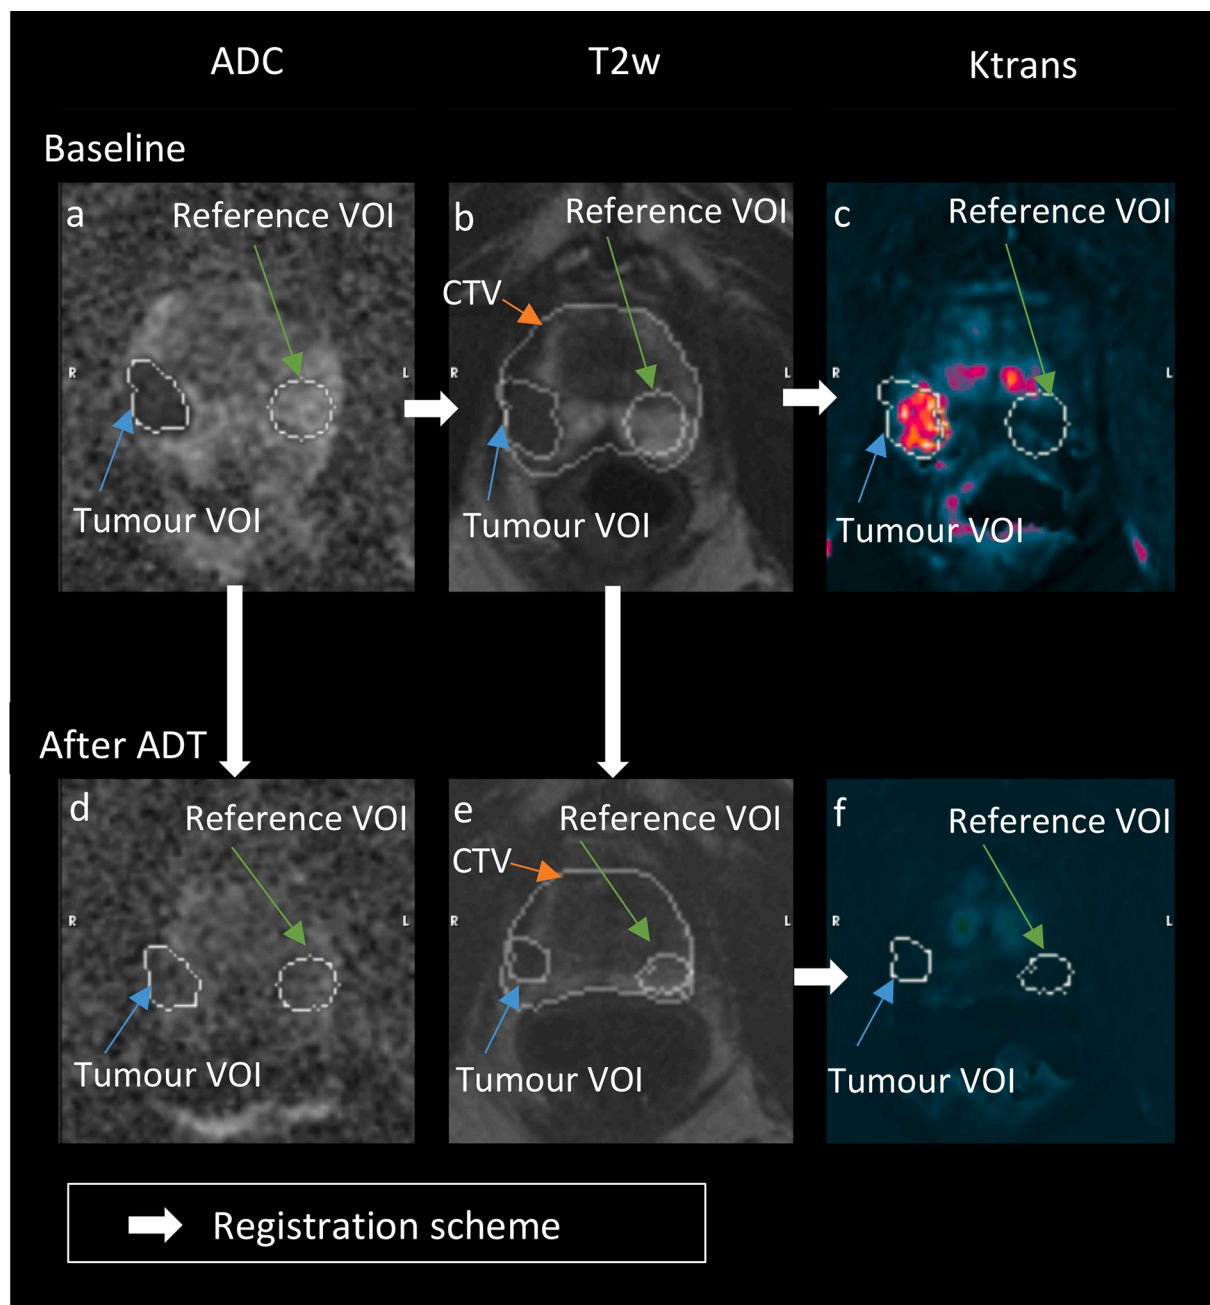 ADC T2w Ktrans
Baseline
a Reference VOI b Reference VOI c Reference VOI
CTV
R L R L R L
Tumour VOI Tumour VOI Tumour VOI
After ADT
d Reference VOI e Reference VOI f Reference VOI
CTV
R L R L R L
Tumour VOI Tumour VOI Tumour VOI
Registration scheme